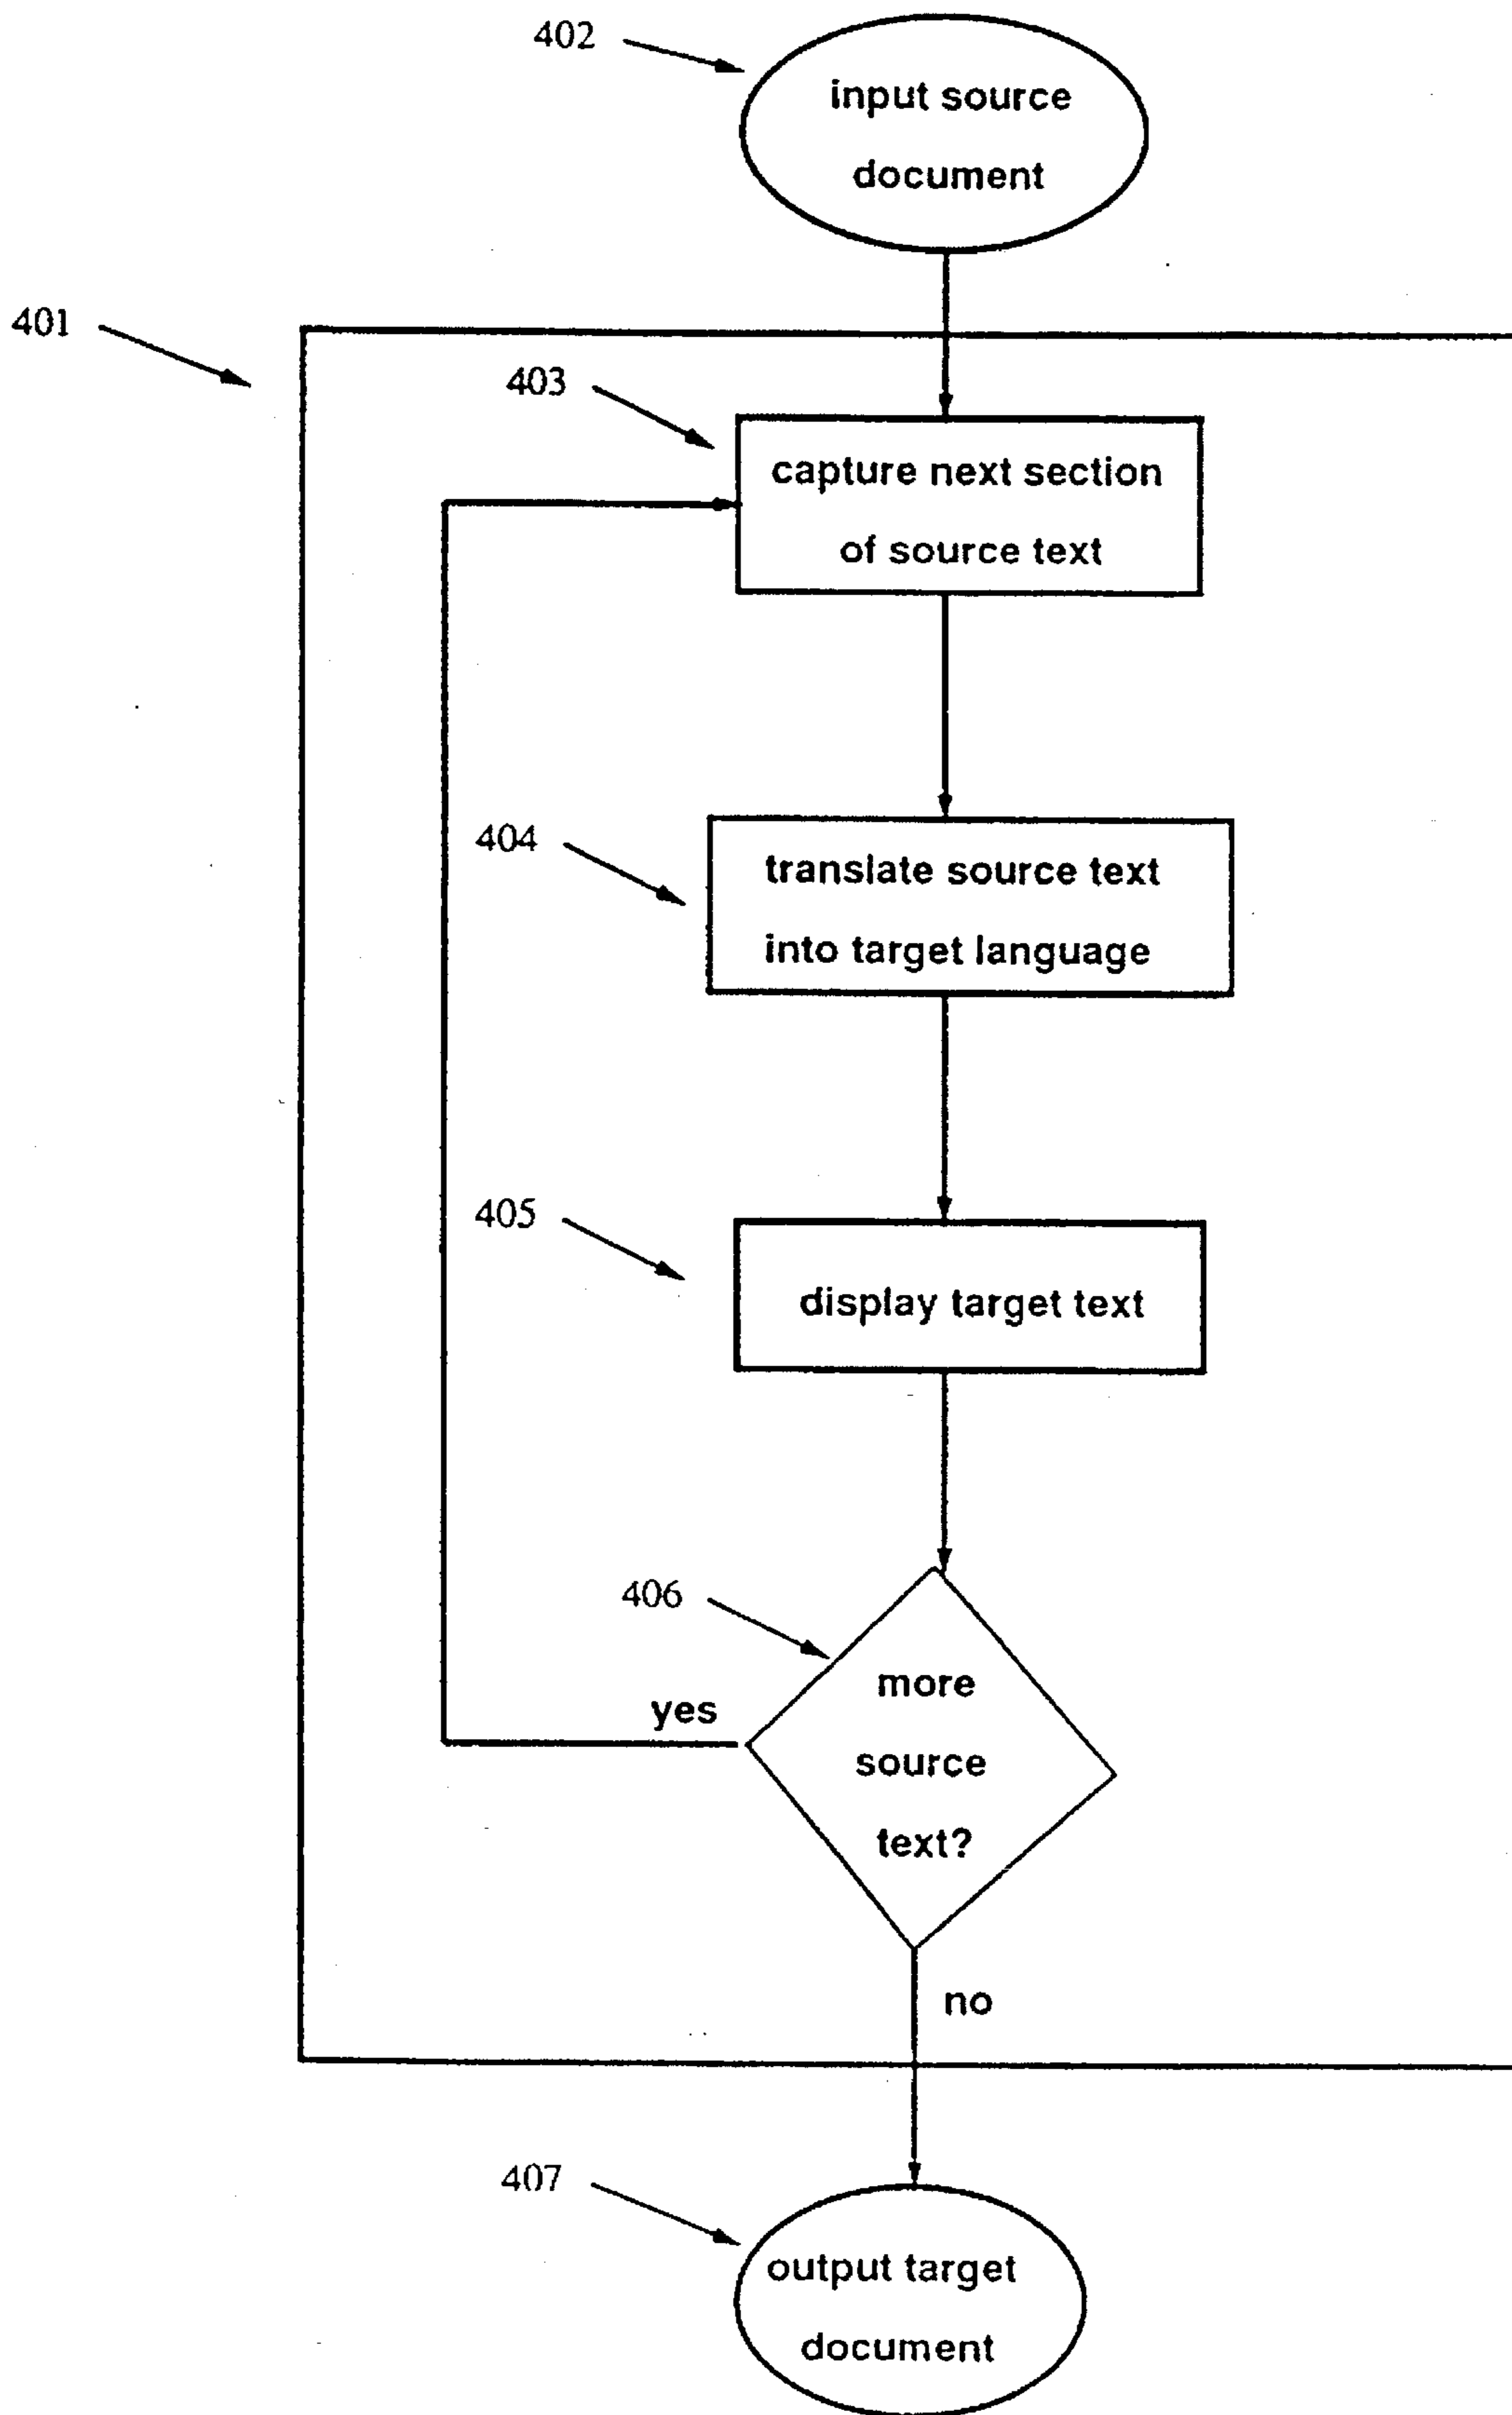 402
input source
document
401
403
capture next section
of source text
404
translate source text
into target language
405
display target text
406
more
yes
source
text?
no
407
output target
document